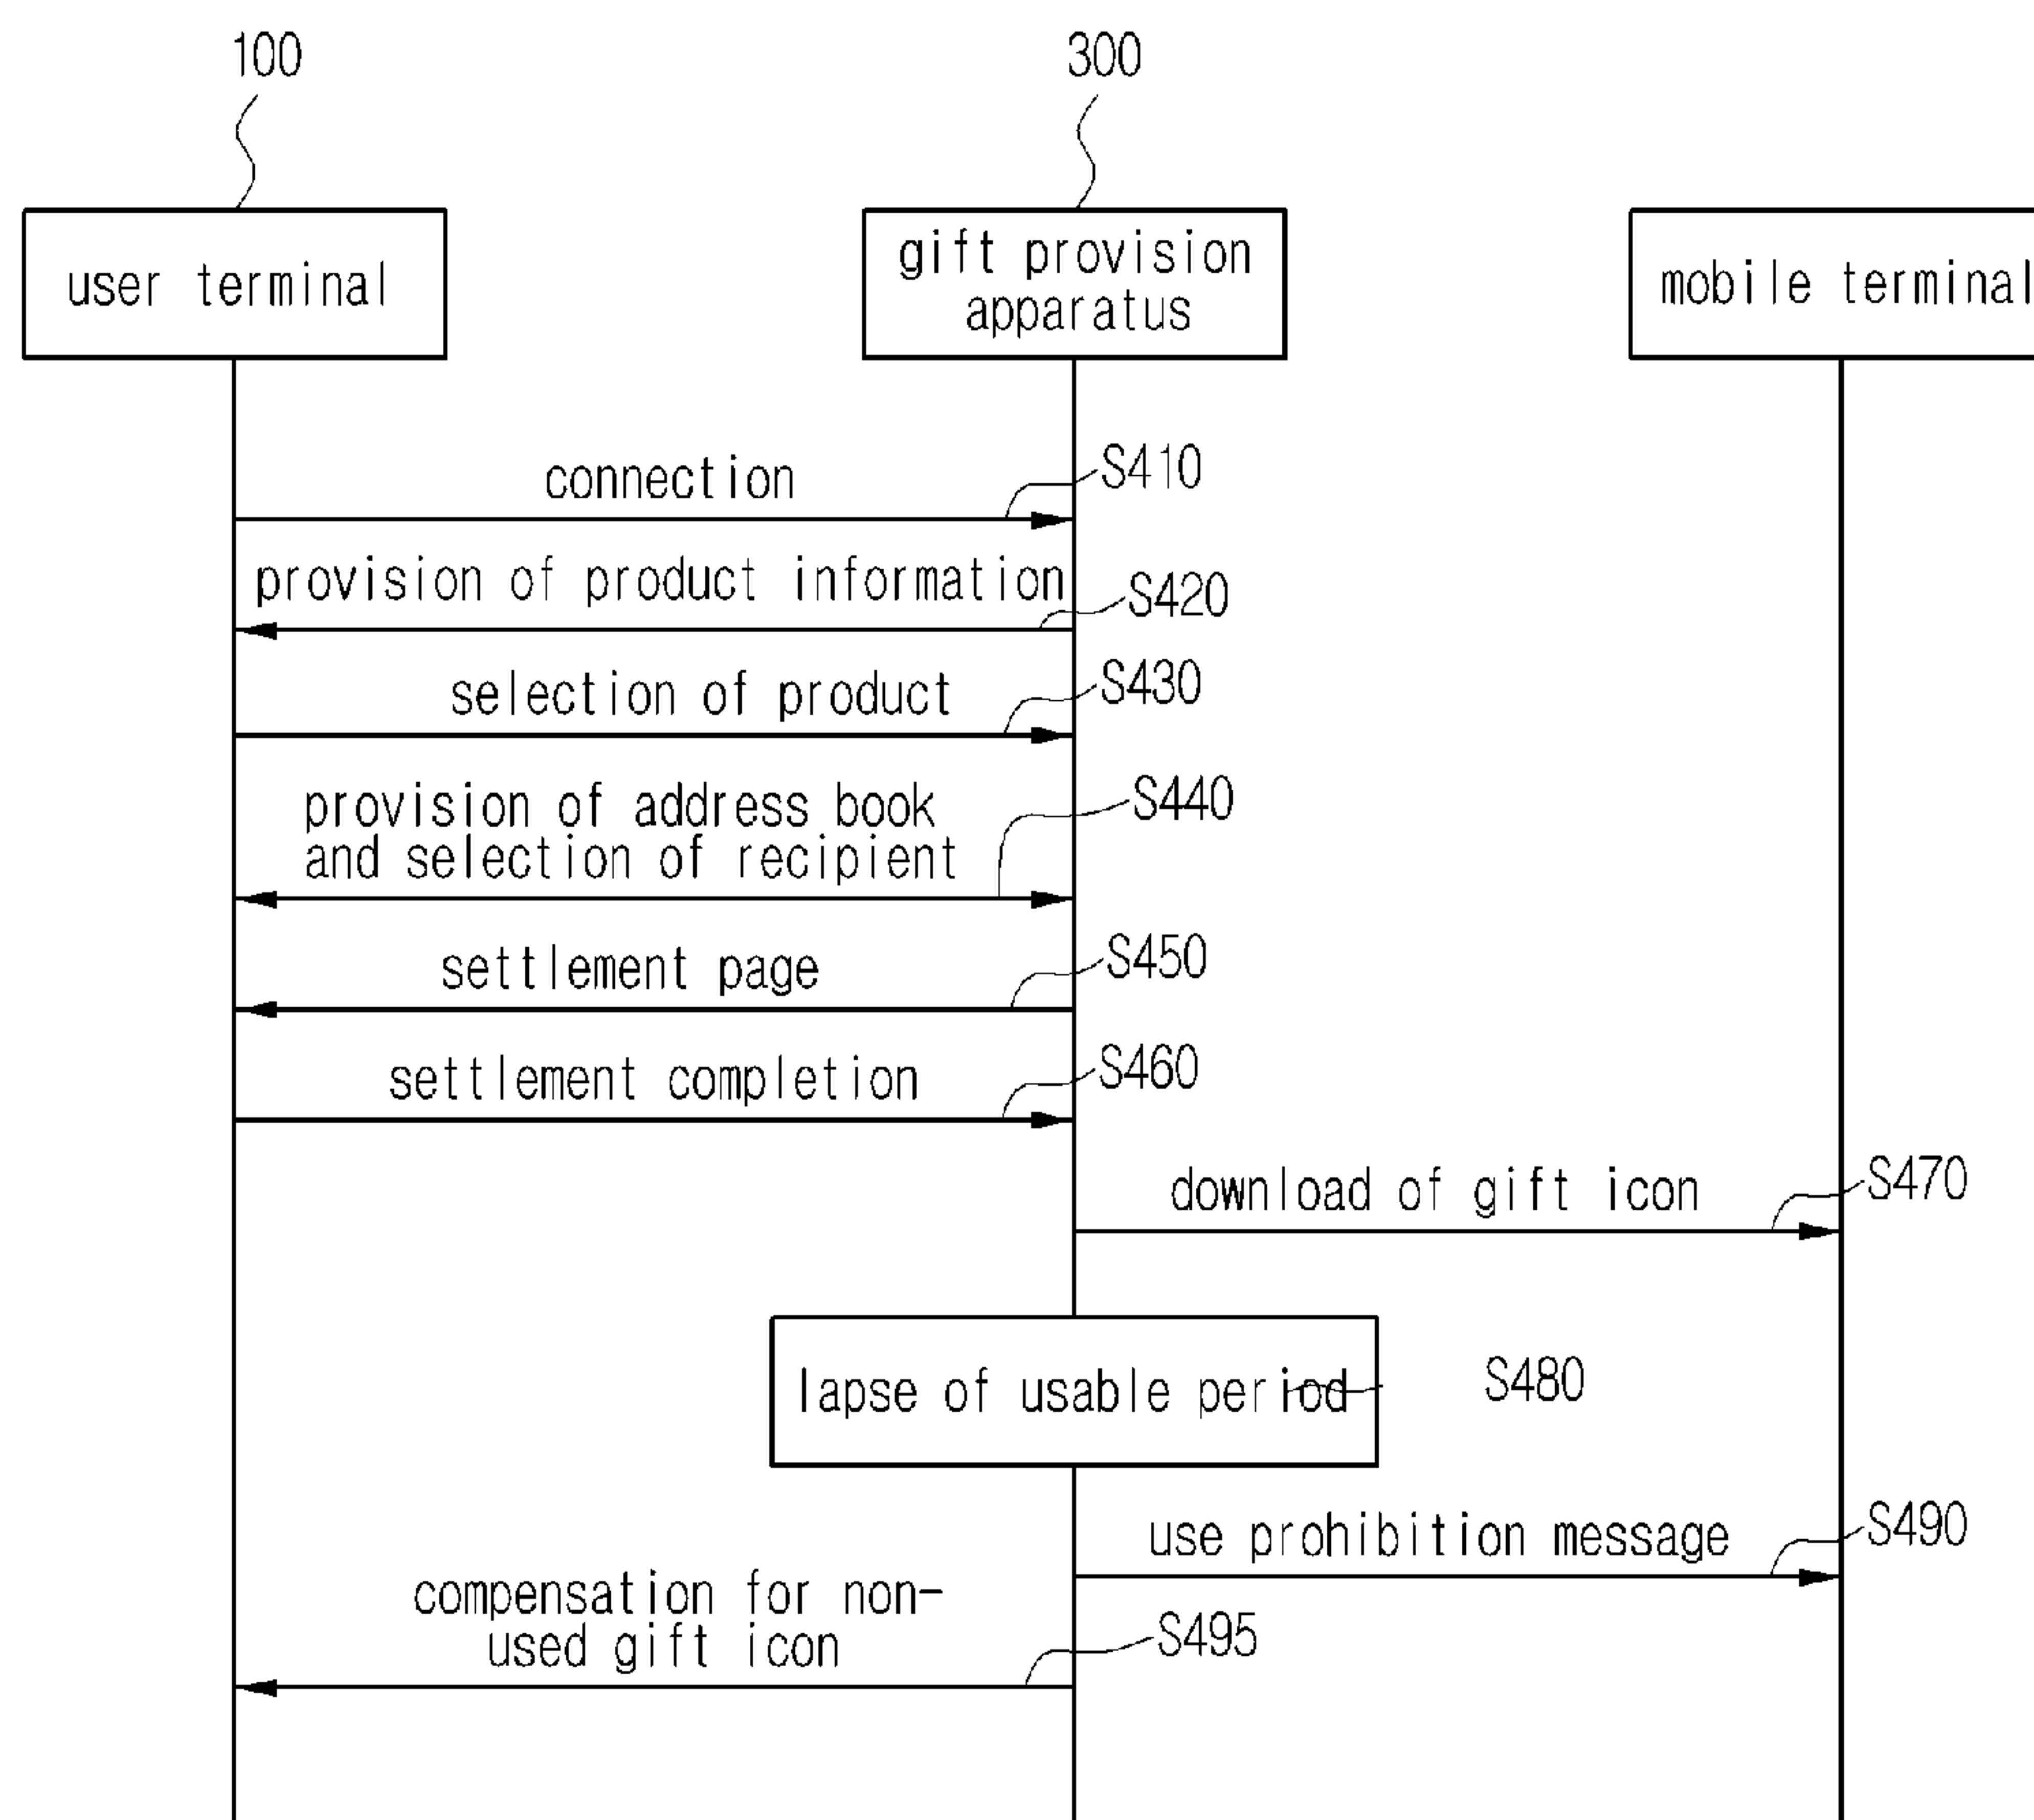 100
300
user terminal
gift provision
apparatus
mobile terminal
connection
S410
provision of product information
S420
selection of product
S430
provision of address book
and selection of recipient
S440
settlement page
S450
settlement completion
S460
download of gift icon
S470
lapse of usable period
S480
use prohibition message
S490
compensation for non-
used gift icon
S495